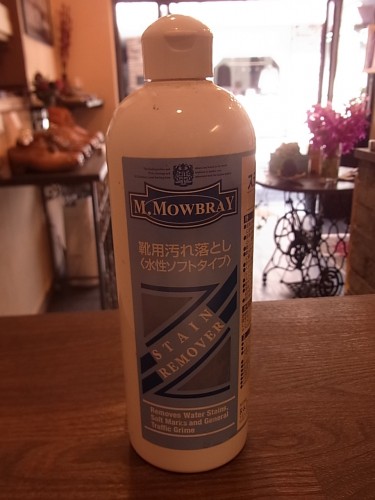 M.MOWBRAY
靴用汚れ落とし
〈水性ソフトタイプ〉
STAIN
REMOVER
Removes Water Stains,
Salt Marks and General
Traffic Grime